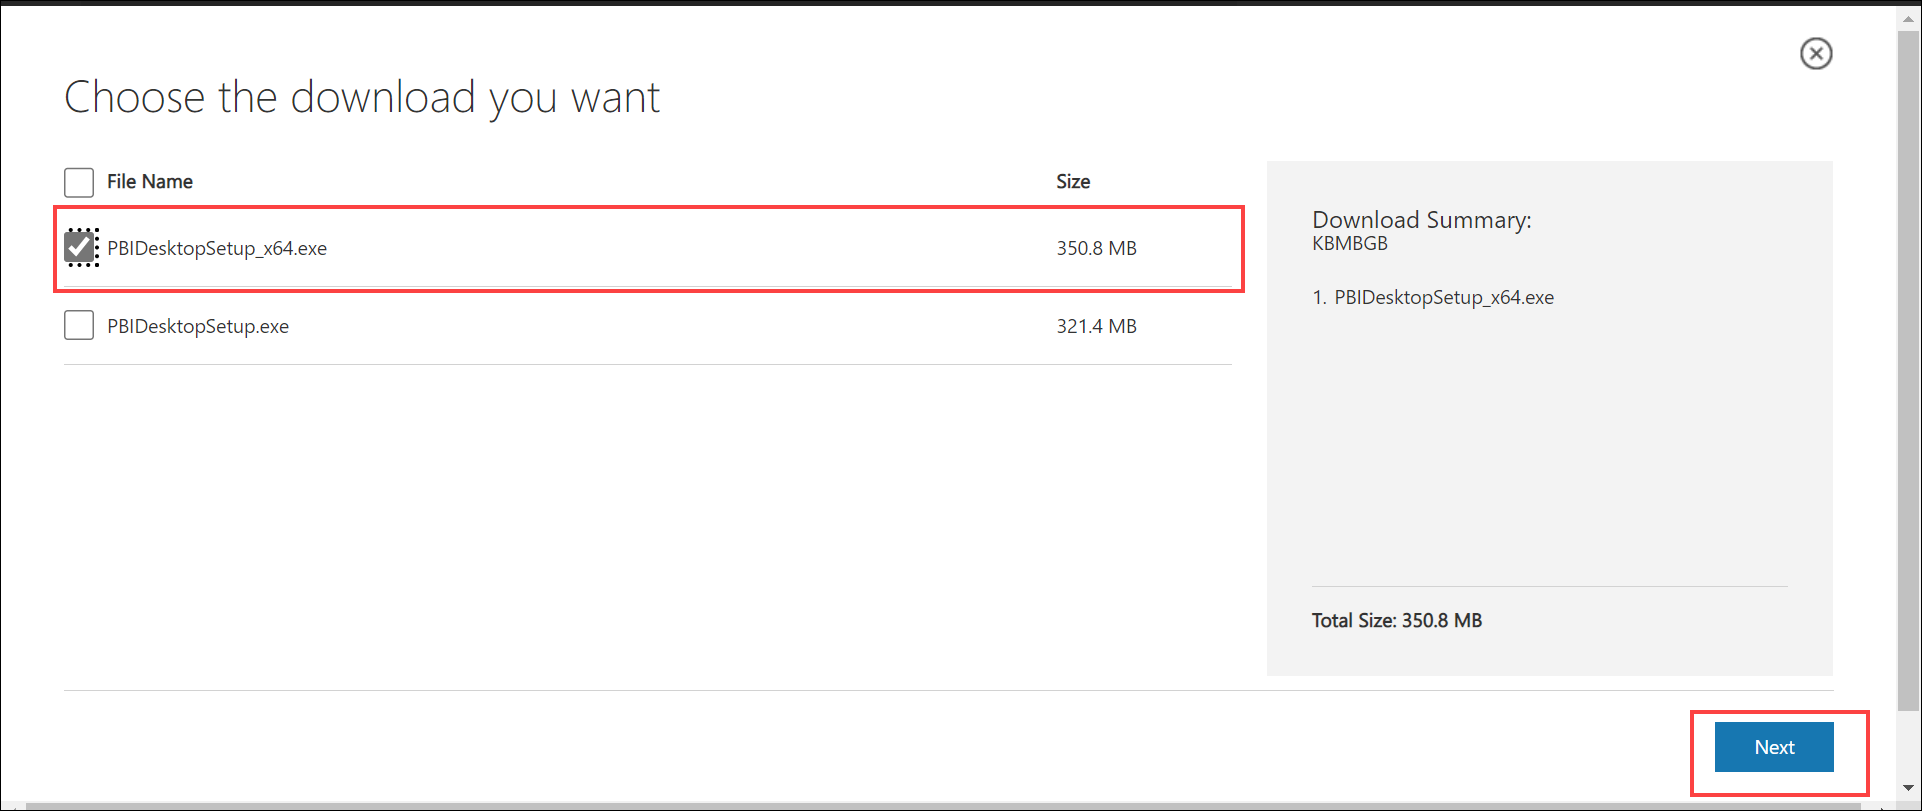 Choose the download you want
File Name Size
PBIDesktopSetup_x64.exe 350.8 MB
PBIDesktopSetup.exe 321.4 MB
Download Summary:
KBMBGB
1. PBIDesktopSetup_x64.exe
Total Size: 350.8 MB
Next